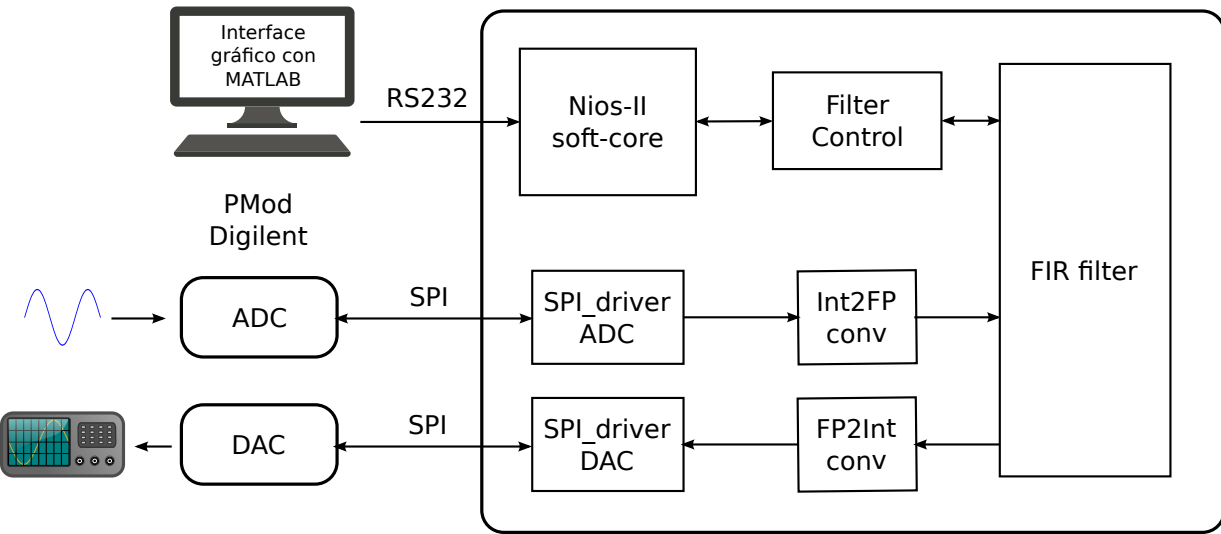 Interface
gráfico con
MATLAB
RS232
Nios-II
soft-core
Filter
Control
PMod
Digilent
FIR filter
ADC
SPI
SPI_driver
ADC
Int2FP
conv
DAC
SPI
SPI_driver
DAC
FP2Int
conv